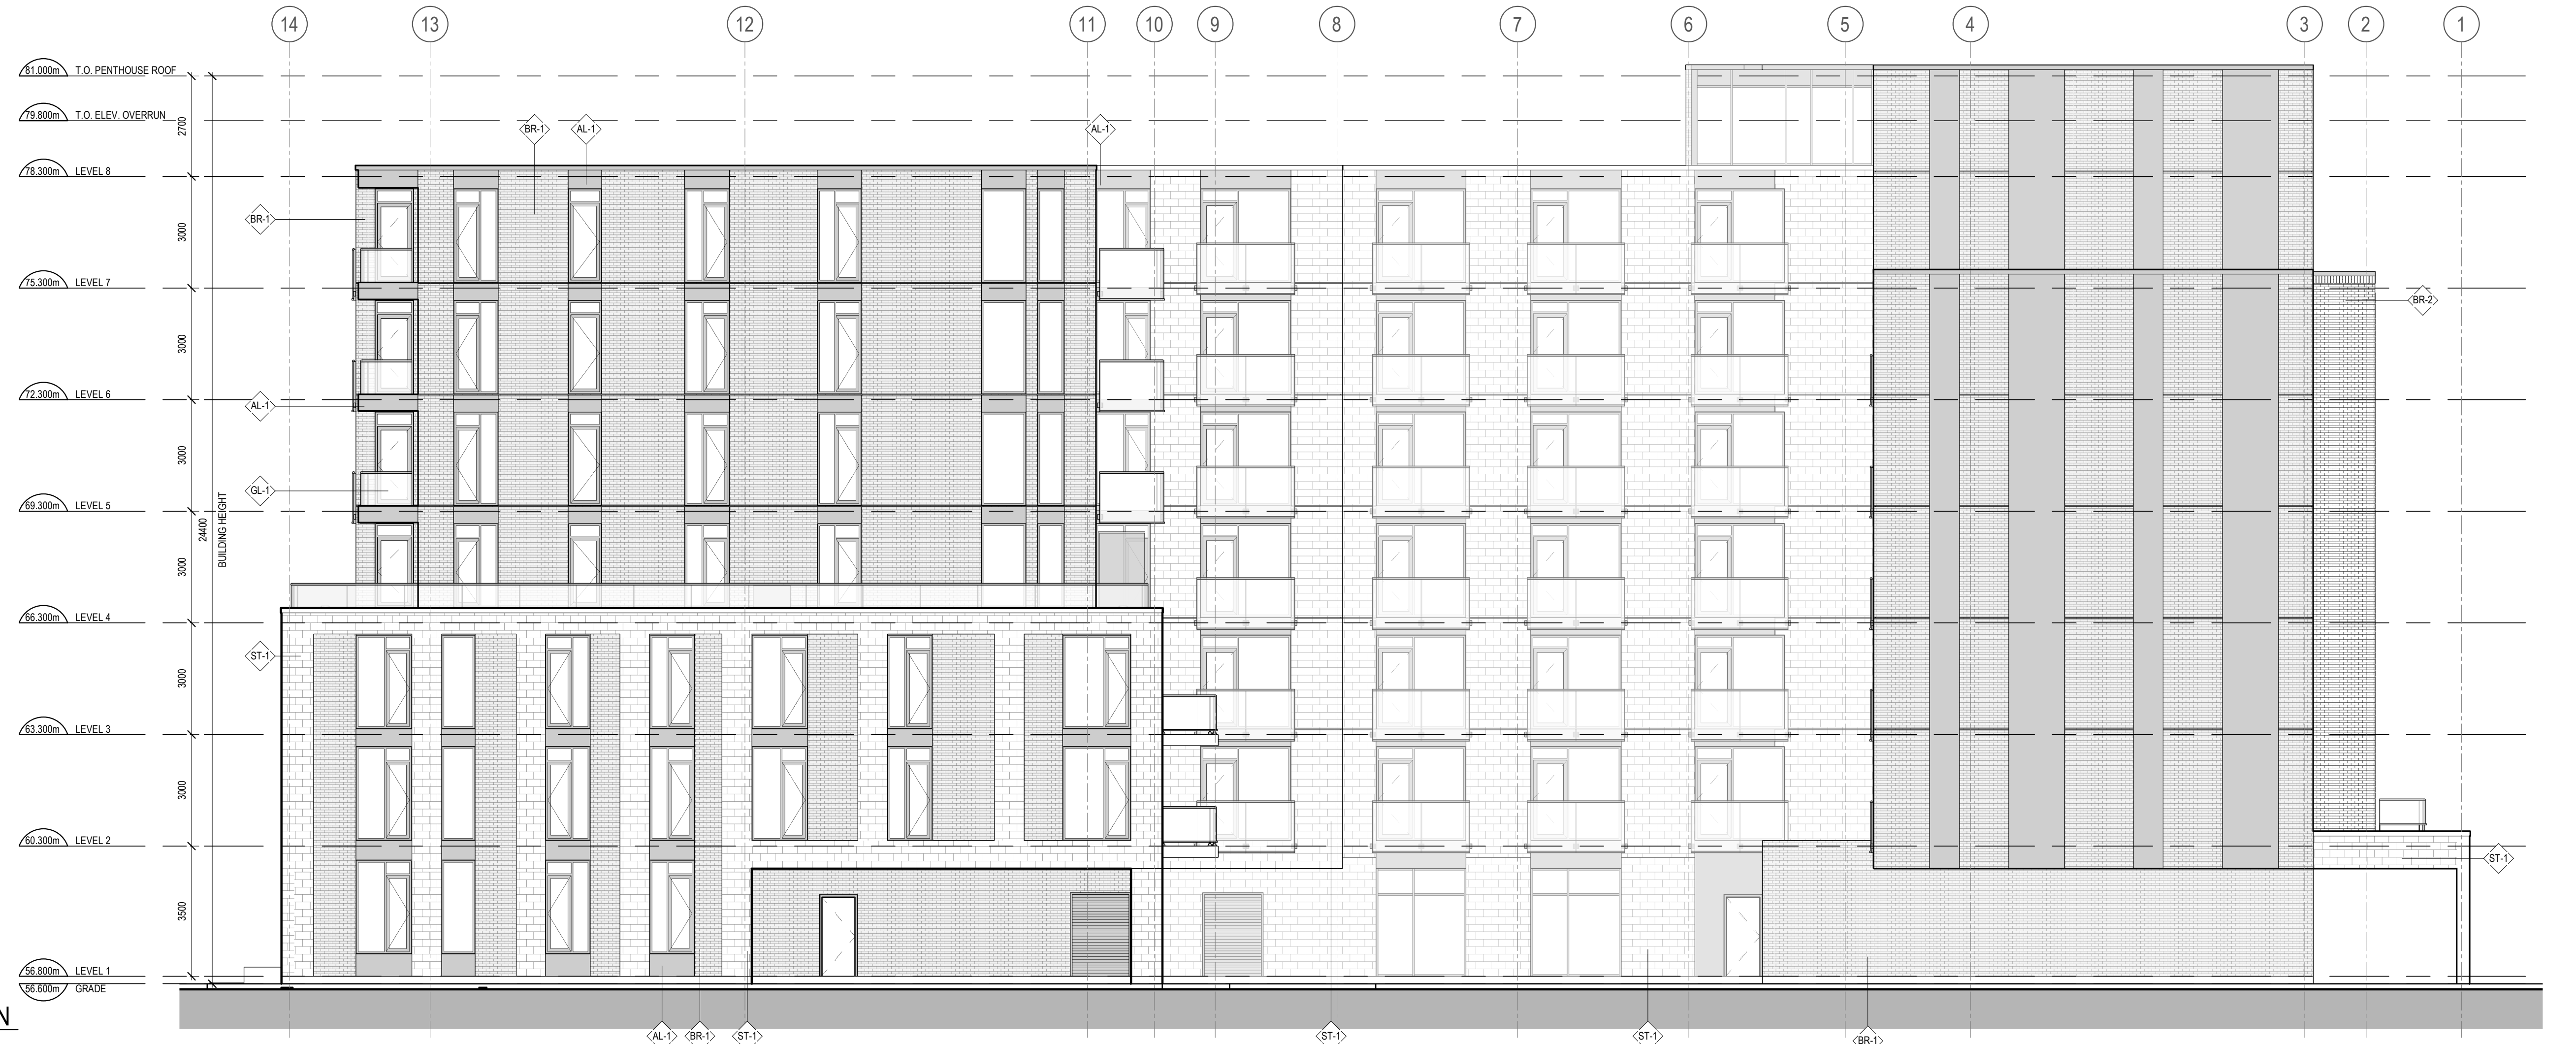 14 13 12 11 10 9 8 7 6 5 4 3 2 1
81.000m T.O. PENTHOUSE ROOF
79.800m T.O. ELEV. OVERRUN
2700
BR-1 AL-1 AL-1
78.300m LEVEL 8
BR-1
3000
75.300m LEVEL 7
BR-2
3000
72.300m LEVEL 6
AL-1
3000
GL-1
69.300m LEVEL 5
24400
BUILDING HEIGHT
3000
66.300m LEVEL 4
ST-1
3000
63.300m LEVEL 3
3000
60.300m LEVEL 2
ST-1
3500
56.800m LEVEL 1
56.600m GRADE
N
AL-1 BR-1 ST-1 ST-1 ST-1 BR-1